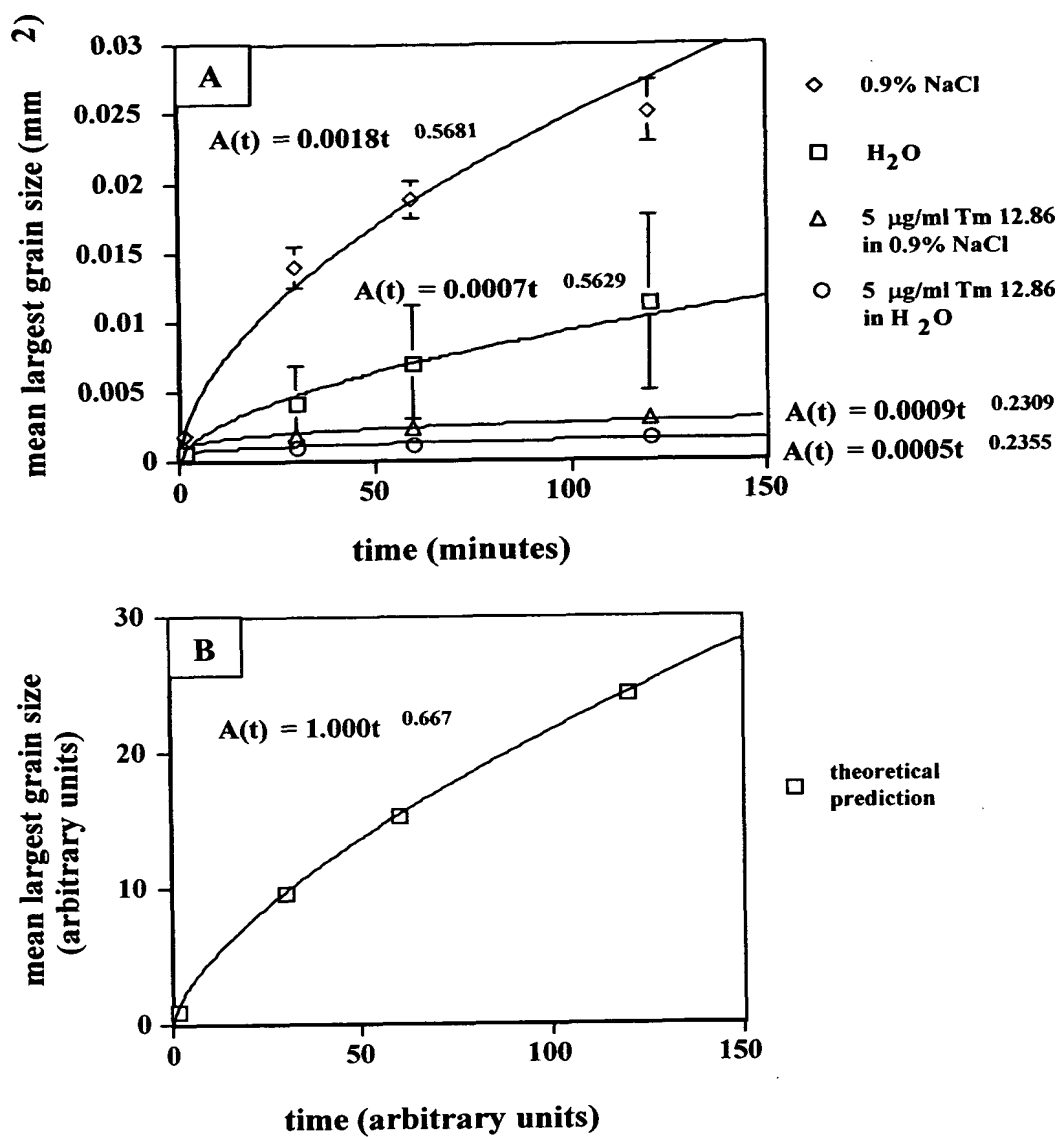 mean largest grain size (mm 2)
0.03
0.025
0.02
0.015
0.01
0.005
0
A
A(t) = 0.0018t 0.5681
A(t) = 0.0007t 0.5629
A(t) = 0.0009t 0.2309
A(t) = 0.0005t 0.2355
0 50 100 150
time (minutes)
0.9% NaCl
H2O
5 µg/ml Tm 12.86
in 0.9% NaCl
5 µg/ml Tm 12.86
in H2O
mean largest grain size
(arbitrary units)
30
20
10
0
B
A(t) = 1.000t 0.667
0 50 100 150
time (arbitrary units)
theoretical
prediction